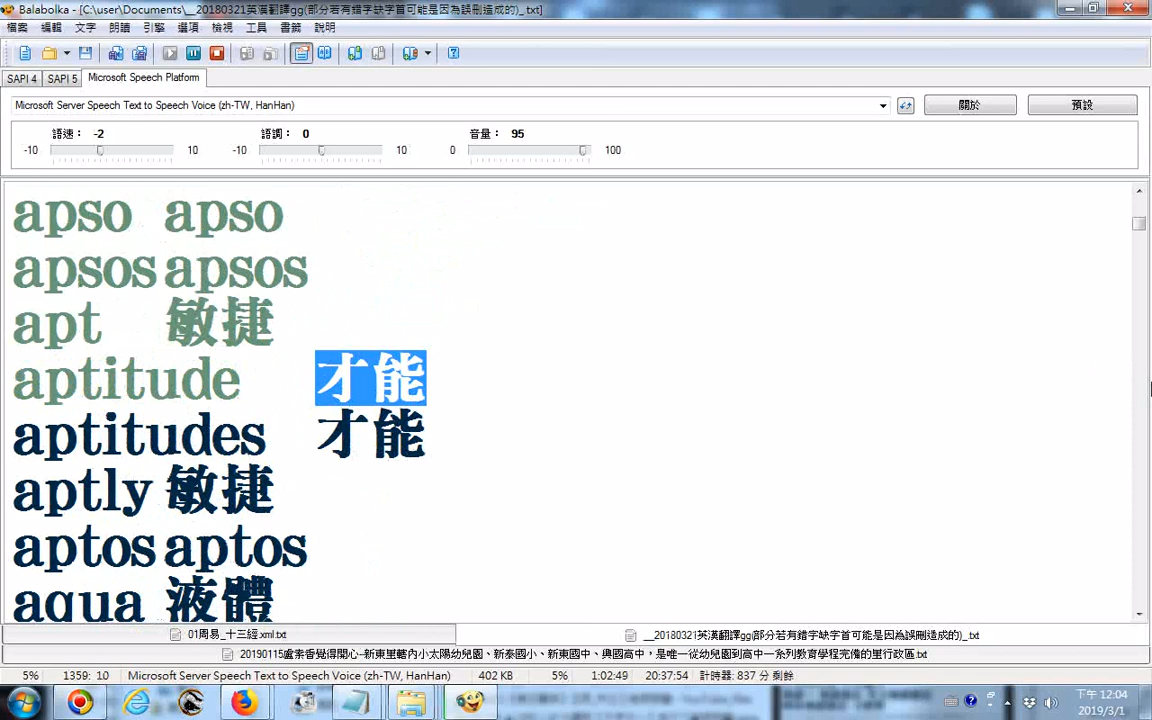 Balabolka - [C:\user\Documents\__20180321英漢翻譯gg(部分若有錯字缺字首可能是因為誤刪造成的)_.txt]
檔案 編輯 文字 朗讀 引擎 選項 檢視 工具 書籤 說明
SAPI 4 SAPI 5 Microsoft Speech Platform
Microsoft Server Speech Text to Speech Voice (zh-TW, HanHan) 關於 預設
語速： -2 語調： 0 音量： 95
-10 10 -10 10 0 100
apso apso
apsos apsos
apt 敏捷
aptitude 才能
aptitudes 才能
aptly 敏捷
aptos aptos
aqua 液體
01周易_十三經.xml.txt __20180321英漢翻譯gg(部分若有錯字缺字首可能是因為誤刪造成的)_.txt
20190115盧素香覺得開心-新東里轄內小太陽幼兒園、新泰國小、新東國中、興國高中，是唯一從幼兒園到高中一系列教育學程完備的里行政區.txt
5% 1359: 10 Microsoft Server Speech Text to Speech Voice (zh-TW, HanHan) 402 KB 5% 1:02:49 20:37:54 計時器: 837 分 剩餘
下午 12:04
2019/3/1